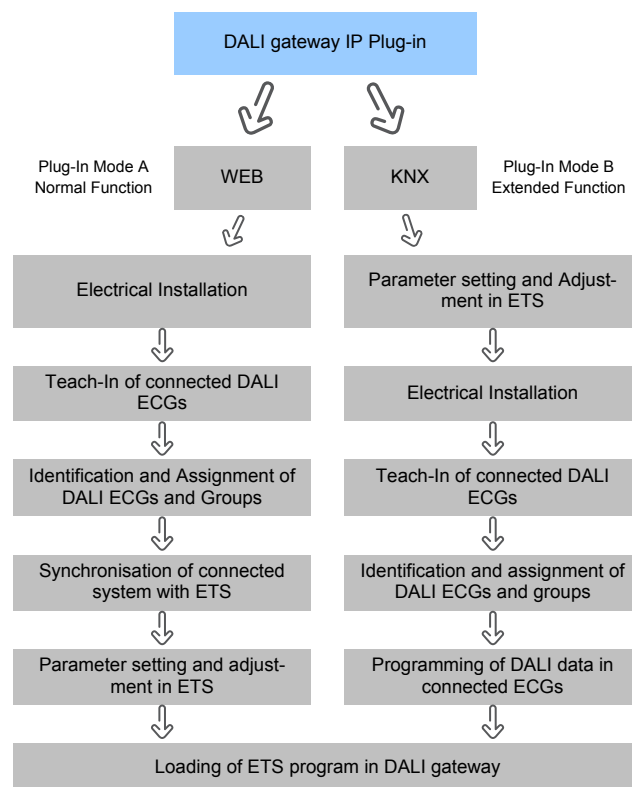 DALI gateway IP Plug-in
Plug-In Mode A
Normal Function
WEB
KNX
Plug-In Mode B
Extended Function
Electrical Installation
Teach-In of connected DALI
ECGs
Identification and Assignment of
DALI ECGs and Groups
Synchronisation of connected
system with ETS
Parameter setting and adjust-
ment in ETS
Parameter setting and Adjust-
ment in ETS
Electrical Installation
Teach-In of connected DALI
ECGs
Identification and assignment of
DALI ECGs and groups
Programming of DALI data in
connected ECGs
Loading of ETS program in DALI gateway